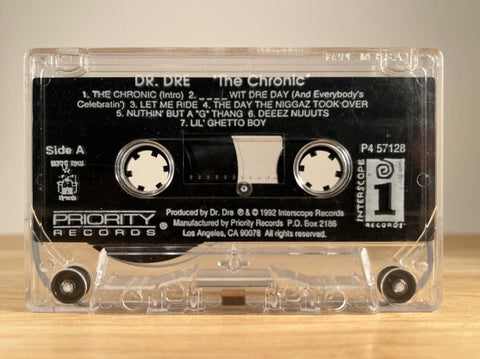 DR. DRE "The Chronic"
1. THE CHRONIC (Intro) 2. _ _ _ _ WIT DRE DAY (And Everybody's
Celebratin') 3. LET ME RIDE 4. THE DAY THE NIGGAZ TOOK OVER
5. NUTHIN' BUT A "G" THANG 6. DEEEZ NUUUTS
7. LIL' GHETTO BOY
Side A
P4 57128
INTERSCOPE
RECORDS
PRIORITY
RECORDS®
Produced by Dr. Dre ℗ & © 1992 Interscope Records
Manufactured by Priority Records P.O. Box 2186
Los Angeles, CA 90078 All rights reserved.